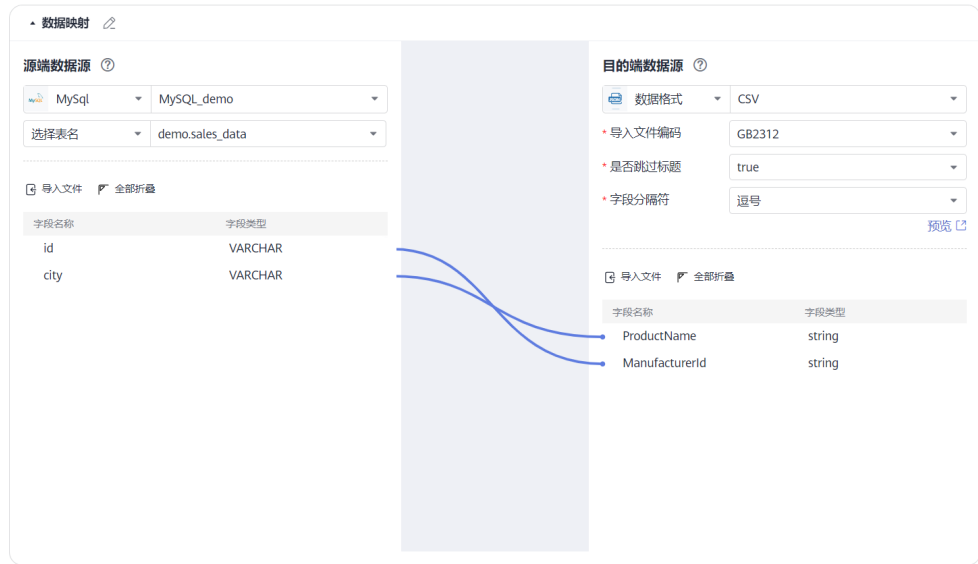 数据映射
源端数据源
MySql MySQL_demo
选择表名 demo.sales_data
导入文件 全部折叠
字段名称 字段类型
id VARCHAR
city VARCHAR
目的端数据源
数据格式 CSV
* 导入文件编码 GB2312
* 是否跳过标题 true
* 字段分隔符 逗号
预览
导入文件 全部折叠
字段名称 字段类型
ProductName string
ManufacturerId string